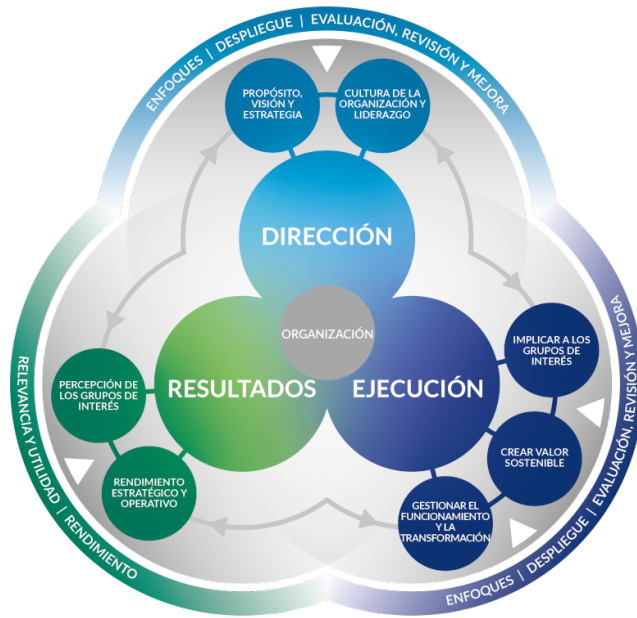 ENFOQUES | DESPLIEGUE | EVALUACIÓN, REVISIÓN Y MEJORA
PROPÓSITO,
VISIÓN Y
ESTRATEGIA
CULTURA DE LA
ORGANIZACIÓN Y
LIDERAZGO
DIRECCIÓN
ORGANIZACIÓN
RESULTADOS
EJECUCIÓN
PERCEPCIÓN DE
LOS GRUPOS DE
INTERÉS
RENDIMIENTO
ESTRATÉGICO Y
OPERATIVO
IMPLICAR A LOS
GRUPOS DE
INTERÉS
CREAR VALOR
SOSTENIBLE
GESTIONAR EL
FUNCIONAMIENTO
Y LA
TRANSFORMACIÓN
RELEVANCIA Y UTILIDAD | RENDIMIENTO
ENFOQUES | DESPLIEGUE | EVALUACIÓN, REVISIÓN Y MEJORA